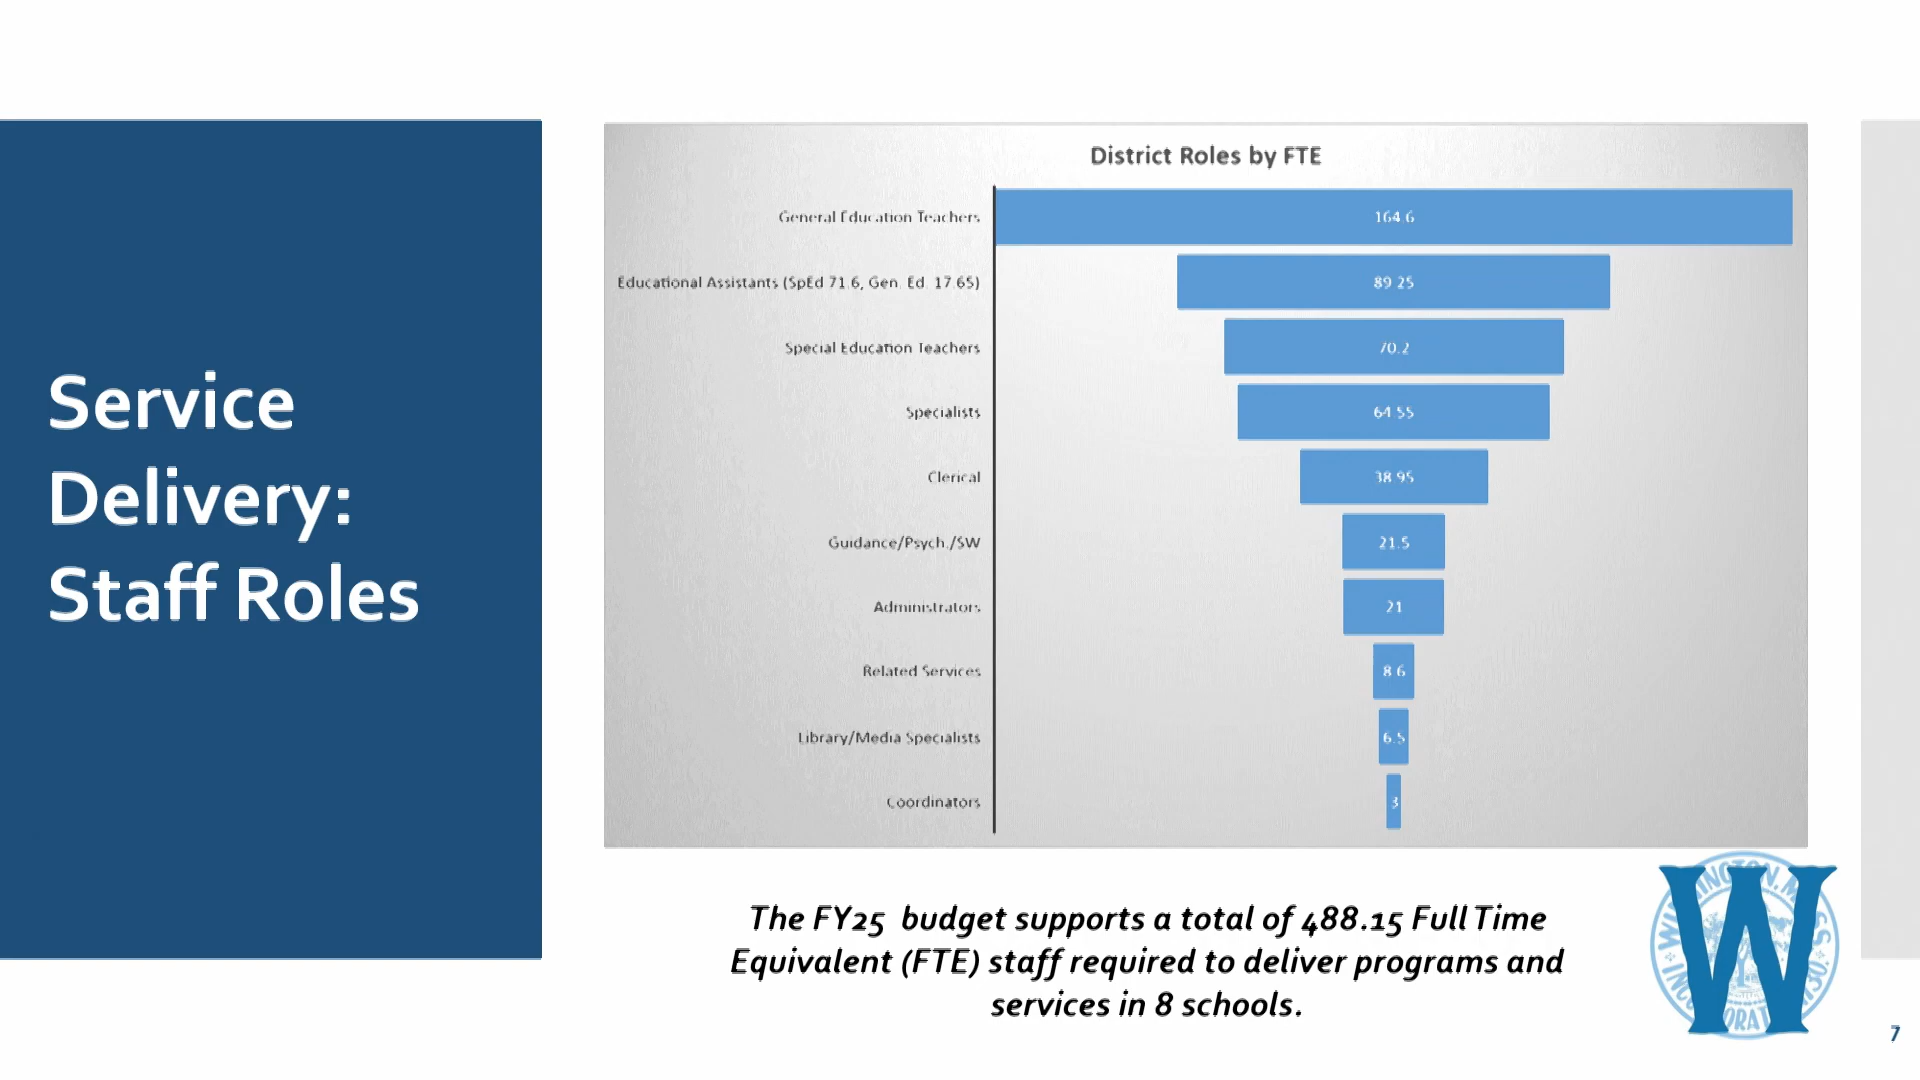 Service
Delivery:
Staff Roles
District Roles by FTE
General Education Teachers 164.6
Educational Assistants (SpEd 71.6, Gen. Ed. 17.65) 89.25
Special Education Teachers 70.2
Specialists 64.55
Clerical 38.95
Guidance/Psych./SW 21.5
Administrators 21
Related Services 8.6
Library/Media Specialists 6.5
Coordinators 3
The FY25 budget supports a total of 488.15 Full Time
Equivalent (FTE) staff required to deliver programs and
services in 8 schools.
W
7